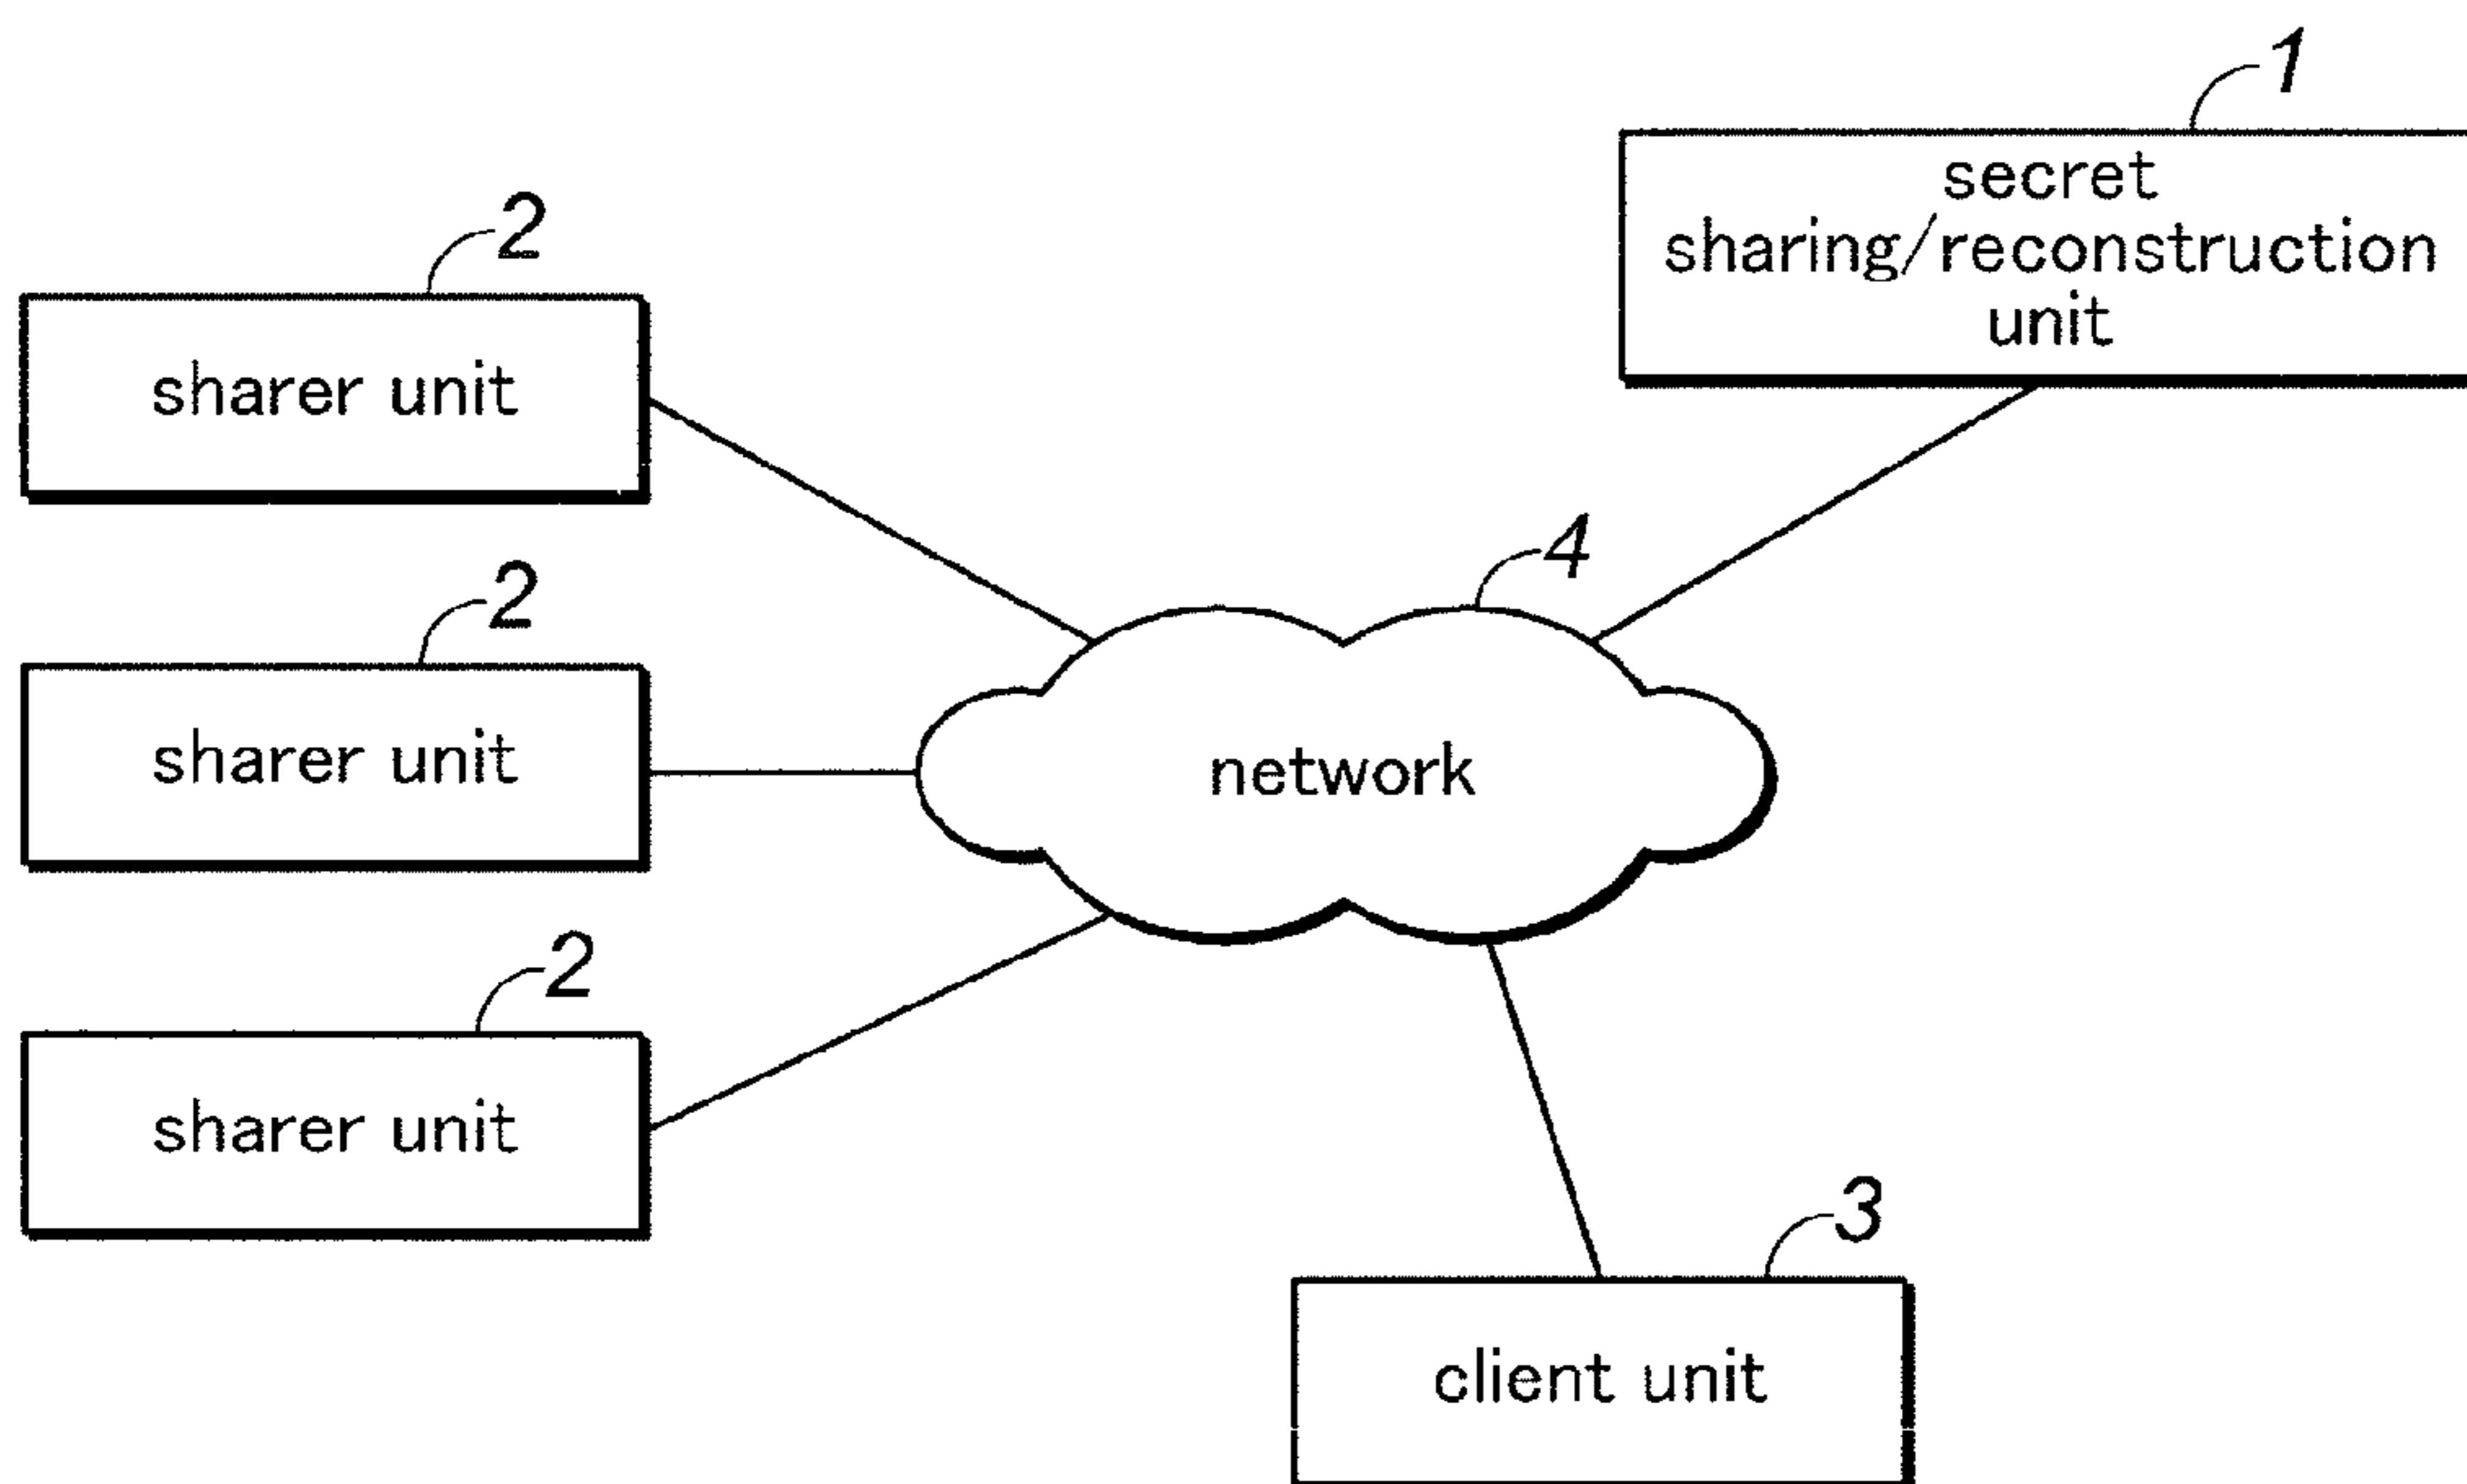 1
secret
sharing/reconstruction
unit
2
sharer unit
4
2
network
sharer unit
2
sharer unit
3
client unit